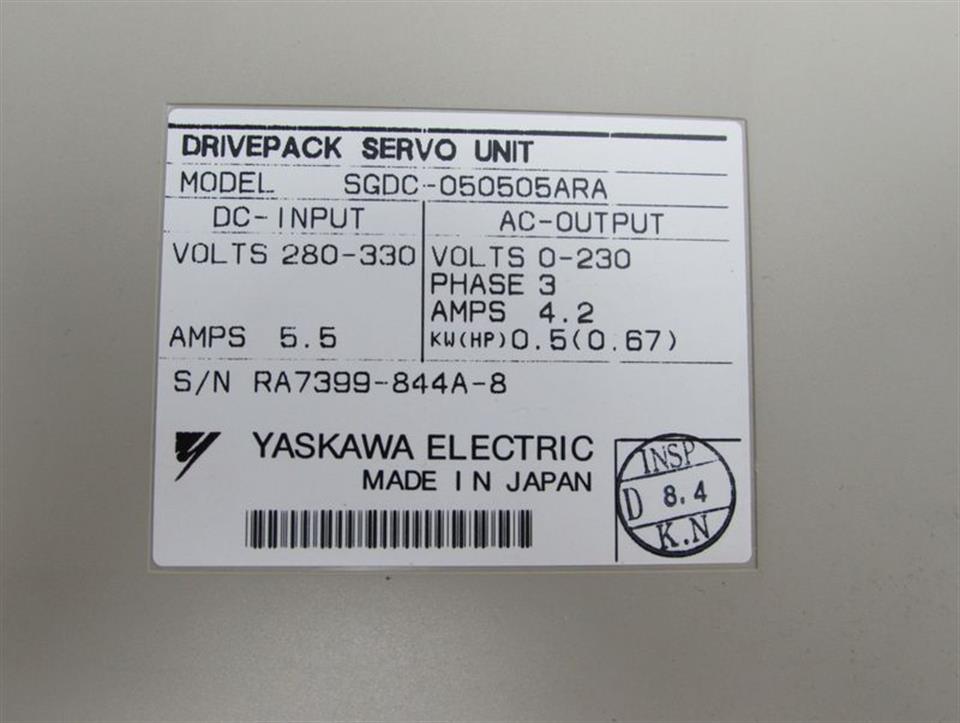 DRIVEPACK SERVO UNIT
MODEL SGDC-050505ARA
DC-INPUT
VOLTS 280-330
AMPS 5.5
AC-OUTPUT
VOLTS 0-230
PHASE 3
AMPS 4.2
KW(HP) 0.5(0.67)
S/N RA7399-844A-8
YASKAWA ELECTRIC
MADE IN JAPAN
INSP
D 8.4
K.N